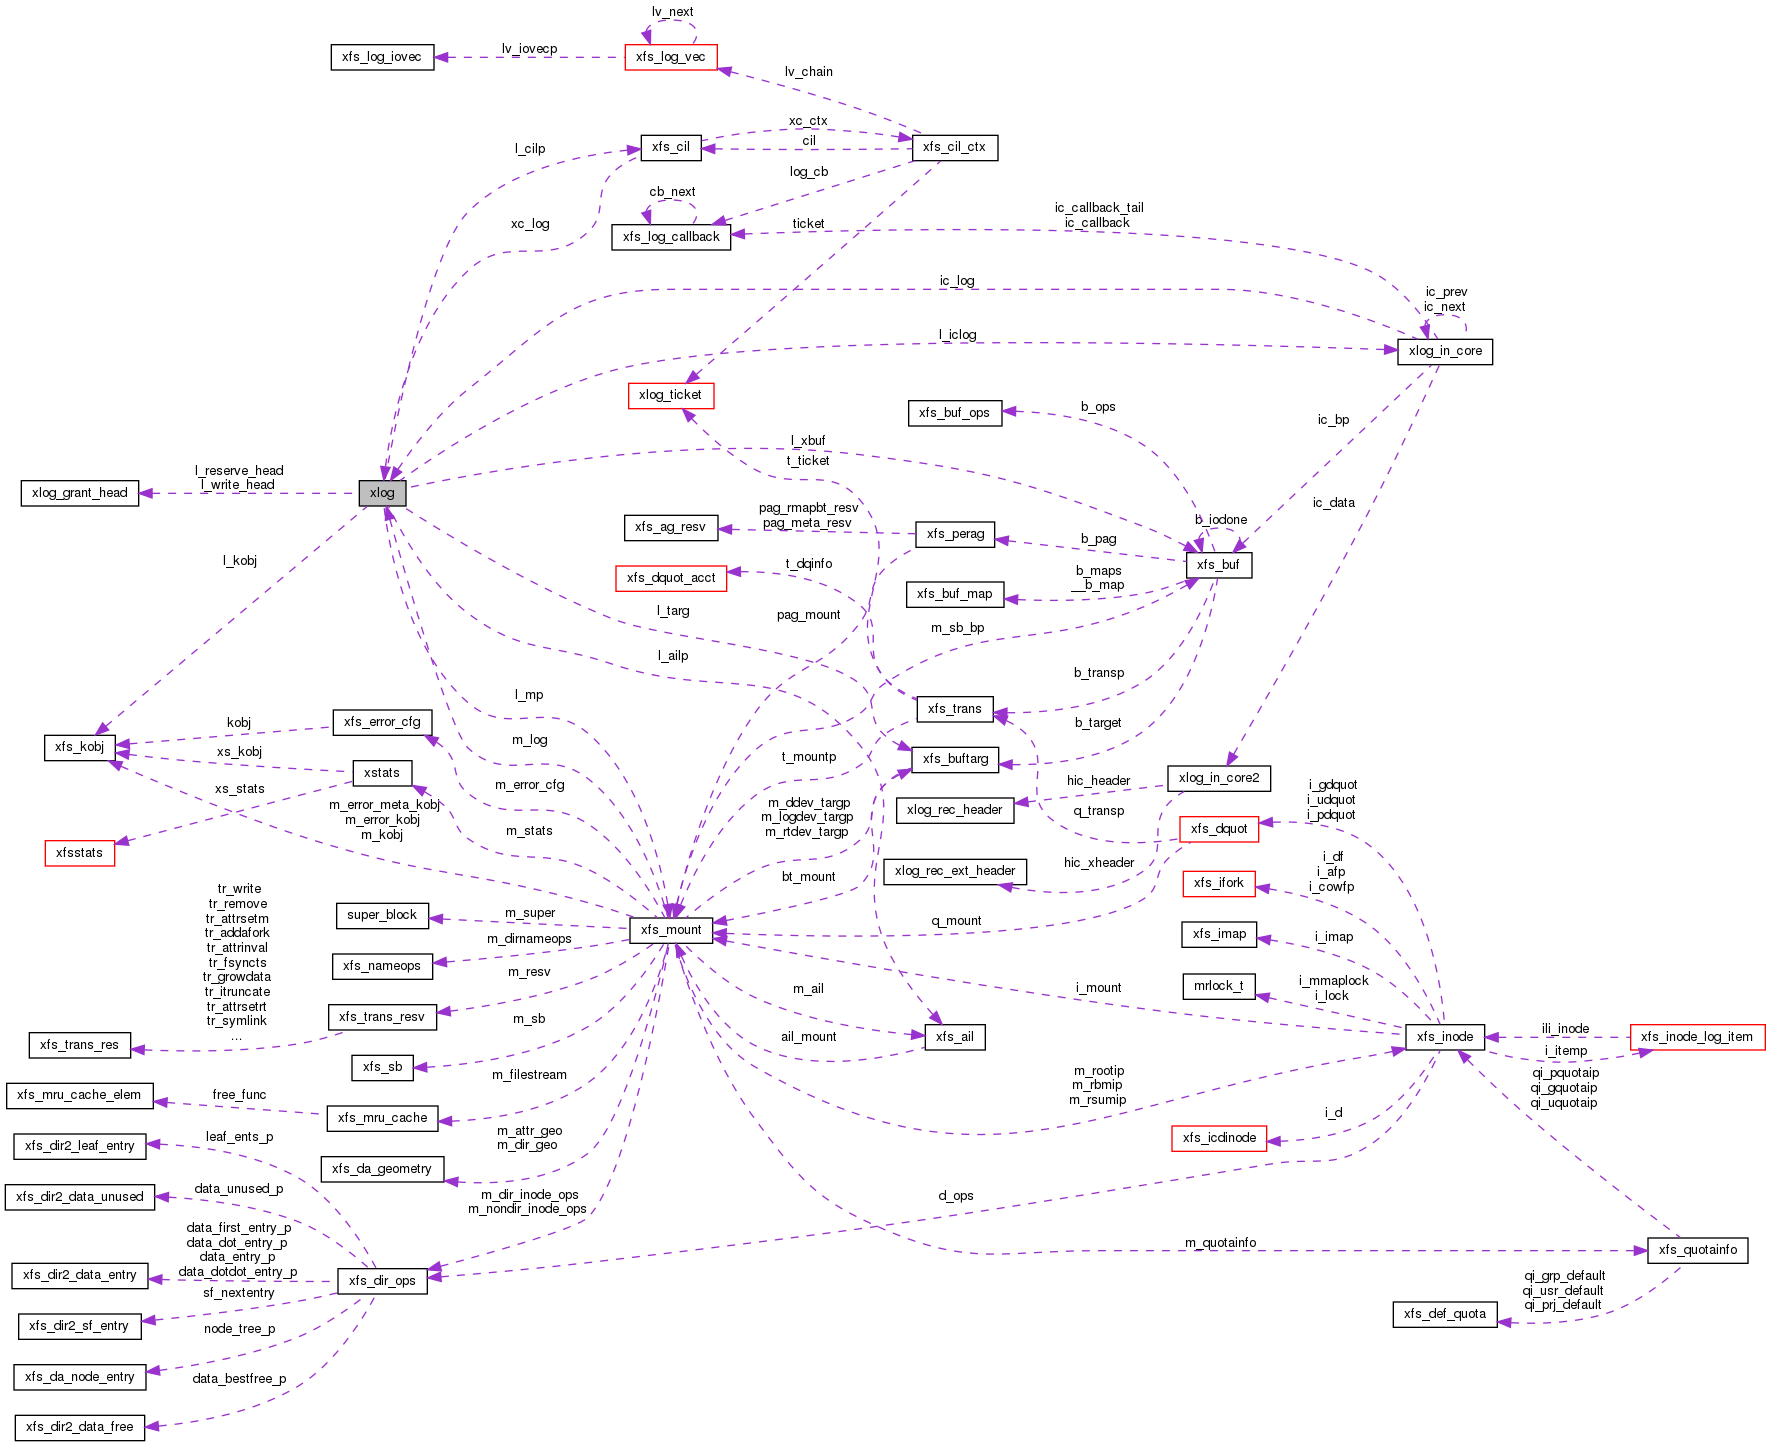 lv_next
xfs_log_iovec
lv_iovecp
xfs_log_vec
lv_chain
xc_ctx
l_cilp
xfs_cil
cil
xfs_cil_ctx
log_cb
cb_next
xc_log
xfs_log_callback
ticket
ic_callback_tail
ic_callback
ic_log
ic_prev
ic_next
l_iclog
xlog_in_core
xlog_ticket
b_ops
xfs_buf_ops
ic_bp
l_xbuf
t_ticket
l_reserve_head
l_write_head
xlog_grant_head
xlog
ic_data
pag_rmapbt_resv
pag_meta_resv
xfs_ag_resv
xfs_perag
b_iodone
b_pag
l_kobj
t_dqinfo
xfs_buf
xfs_dquot_acct
b_maps
__b_map
xfs_buf_map
l_targ
pag_mount
m_sb_bp
l_ailp
b_transp
l_mp
xfs_trans
kobj
xfs_error_cfg
b_target
xfs_kobj
m_log
xs_kobj
t_mountp
xfs_buftarg
xstats
m_error_cfg
hic_header
xlog_in_core2
xs_stats
i_gdquot
i_udquot
i_pdquot
m_error_meta_kobj
m_error_kobj
m_kobj
m_ddev_targp
m_logdev_targp
m_rtdev_targp
xlog_rec_header
q_transp
m_stats
xfs_dquot
xfsstats
hic_xheader
i_df
i_afp
i_cowfp
bt_mount
xlog_rec_ext_header
xfs_ifork
tr_write
tr_remove
tr_attrsetm
tr_addafork
tr_attrinval
tr_fsyncts
tr_growdata
tr_itruncate
tr_attrsetrt
tr_symlink
...
super_block
m_super
q_mount
xfs_mount
xfs_imap
i_imap
m_dirnameops
xfs_nameops
m_resv
m_ail
i_mount
mrlock_t
i_mmaplock
i_lock
xfs_trans_resv
m_sb
xfs_trans_res
ail_mount
xfs_ail
xfs_inode
ili_inode
xfs_inode_log_item
i_itemp
xfs_sb
m_filestream
m_rootip
m_rbmip
m_rsumip
qi_pquotaip
qi_gquotaip
qi_uquotaip
xfs_mru_cache_elem
free_func
xfs_mru_cache
i_d
xfs_icdinode
leaf_ents_p
xfs_dir2_leaf_entry
m_attr_geo
m_dir_geo
xfs_da_geometry
data_unused_p
xfs_dir2_data_unused
m_dir_inode_ops
m_nondir_inode_ops
d_ops
data_first_entry_p
data_dot_entry_p
data_entry_p
data_dotdot_entry_p
m_quotainfo
xfs_quotainfo
xfs_dir2_data_entry
xfs_dir_ops
sf_nextentry
qi_grp_default
qi_usr_default
qi_prj_default
xfs_def_quota
xfs_dir2_sf_entry
node_tree_p
xfs_da_node_entry
data_bestfree_p
xfs_dir2_data_free